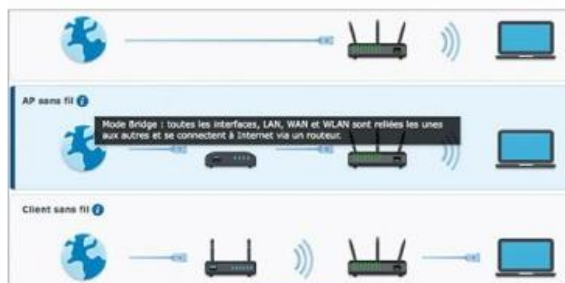 AP sans fil
Mode Bridge : toutes les interfaces, LAN, WAN et WLAN sont reliées les unes
aux autres et se connectent à Internet via un routeur.
Client sans fil